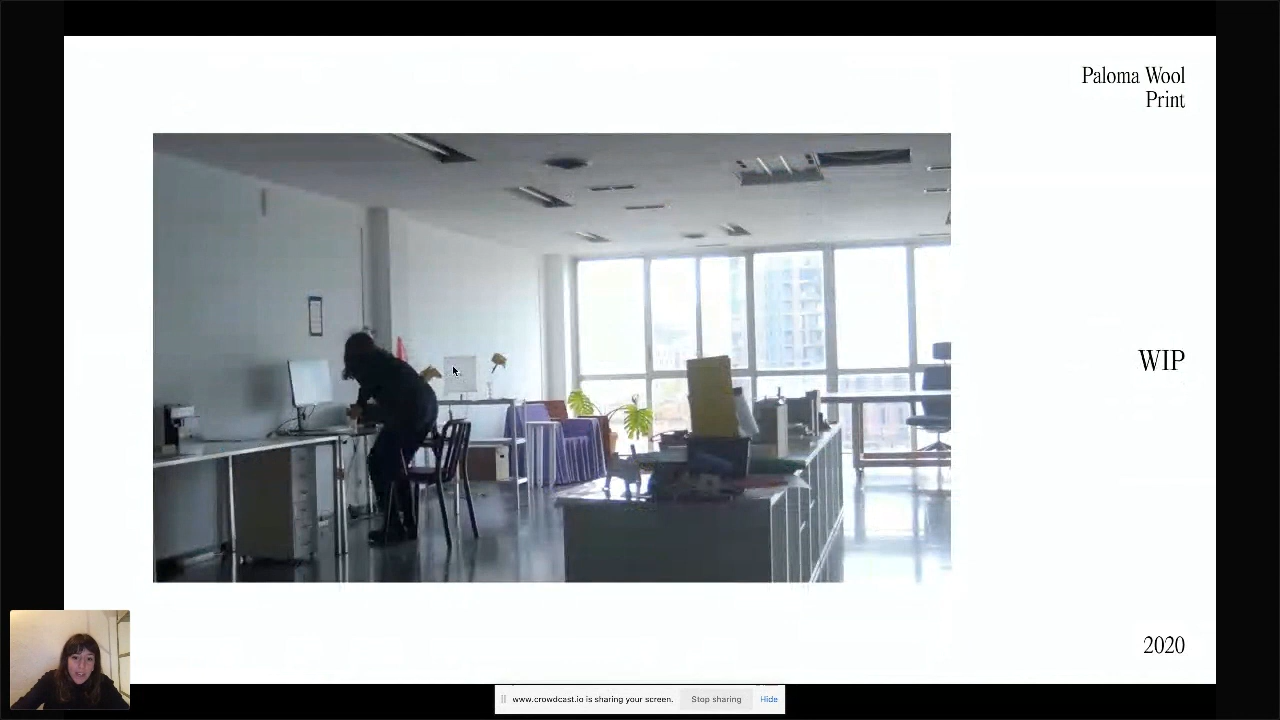 Paloma Wool
Print
WIP
2020
www.crowdcast.io is sharing your screen.
Stop sharing
Hide